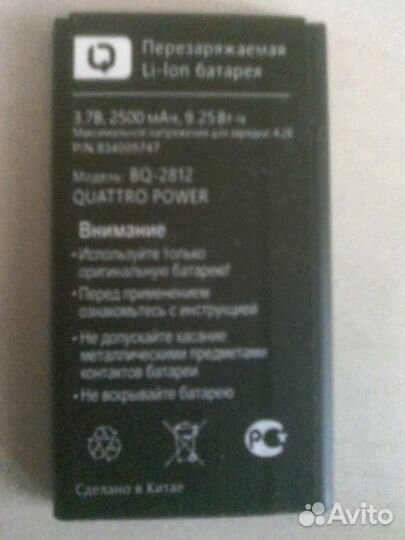 Перезаряжаемая
Li-Ion батарея
3.7В, 2500 мАч, 9.25Вт ч
Максимальное напряжение для зарядки: 4.2В
P/N: 834009747
Модель: BQ-2812
QUATTRO POWER
Внимание
• Используйте только
оригинальную батарею!
• Перед применением
ознакомьтесь с инструкцией
• Не допускайте касание
металлическими предметами
контактов батареи
• Не вскрывайте батарею
Сделано в Китае
Avito